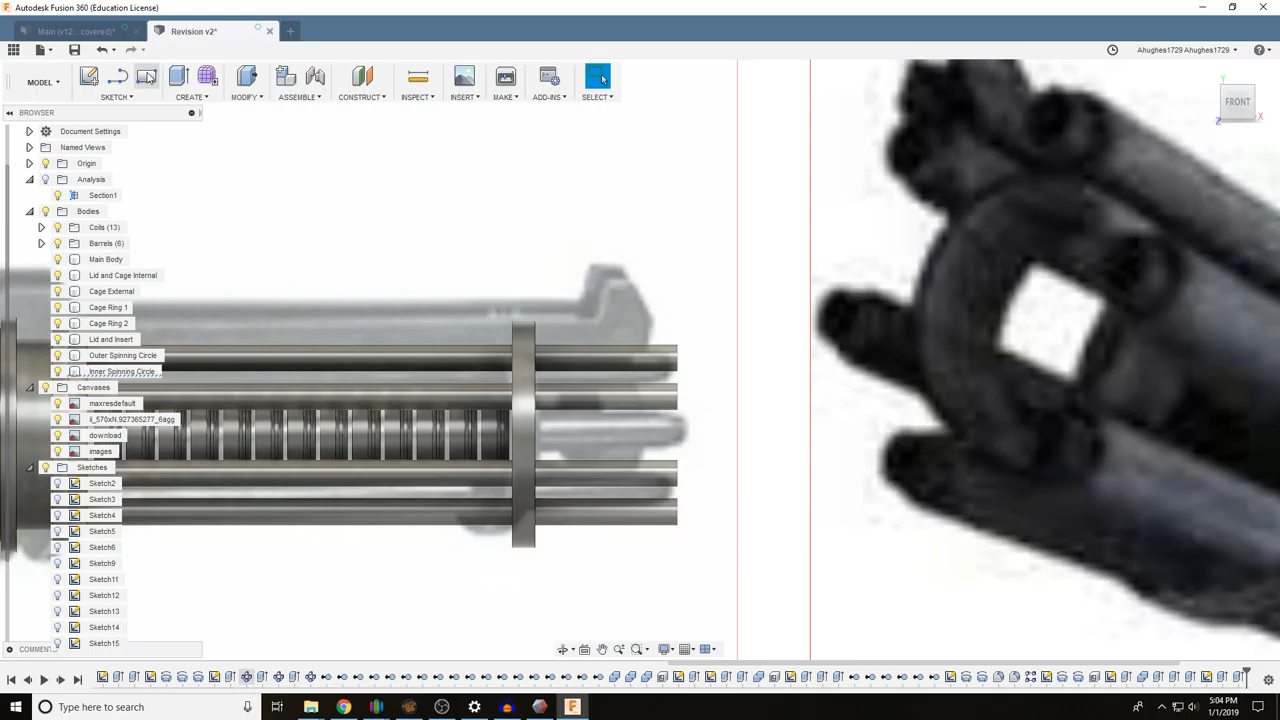 Autodesk Fusion 360 (Education License)
Main (v12...covered)*
Revision v2*
Ahughes1729 Ahughes1729
MODEL
SKETCH
CREATE
MODIFY
ASSEMBLE
CONSTRUCT
INSPECT
INSERT
MAKE
ADD-INS
SELECT
BROWSER
Y
FRONT
Z
X
Document Settings
Named Views
Origin
Analysis
Section1
Bodies
Coils (13)
Barrels (6)
Main Body
Lid and Cage Internal
Cage External
Cage Ring 1
Cage Ring 2
Lid and Insert
Outer Spinning Circle
Inner Spinning Circle
Canvases
maxresdefault
il_570xN.927365277_6agg
download
images
Sketches
Sketch2
Sketch3
Sketch4
Sketch5
Sketch6
Sketch9
Sketch11
Sketch12
Sketch13
Sketch14
Sketch15
Type here to search
5:04 PM
1/1/2019